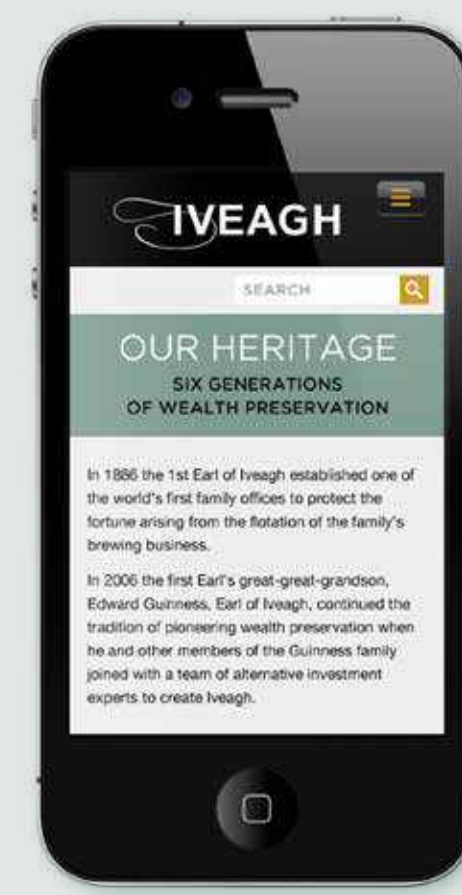 IVEAGH
SEARCH
OUR HERITAGE
SIX GENERATIONS
OF WEALTH PRESERVATION
In 1886 the 1st Earl of Iveagh established one of
the world's first family offices to protect the
fortune arising from the flotation of the family's
brewing business.
In 2006 the first Earl's great-great-grandson,
Edward Guinness, Earl of Iveagh, continued the
tradition of pioneering wealth preservation when
he and other members of the Guinness family
joined with a team of alternative investment
experts to create Iveagh.